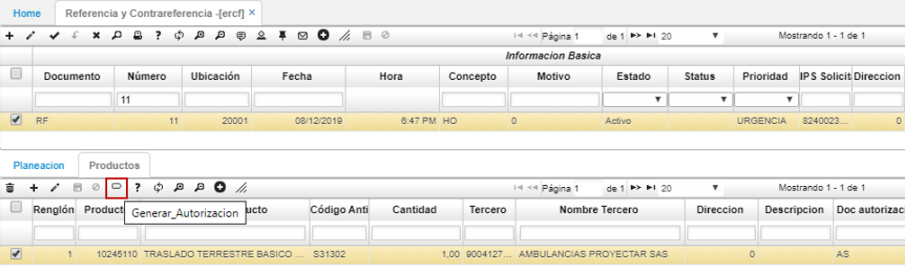 Home Referencia y Contrareferencia -[ercf] ×
Página 1 de 1 20 Mostrando 1 - 1 de 1
Informacion Basica
Documento Número Ubicación Fecha Hora Concepto Motivo Estado Status Prioridad IPS Solicit Direccion
11
RF 11 20001 08/12/2019 6:47 PM HO 0 Activo URGENCIA 8240023... 0
Planeacion Productos
Página 1 de 1 20 Mostrando 1 - 1 de 1
Renglón Product ucto Código Anti Cantidad Tercero Nombre Tercero Direccion Descripcion Doc autorizac
Generar_Autorizacion
1 10245110 TRASLADO TERRESTRE BASICO ... S31302 1,00 9004127... AMBULANCIAS PROYECTAR SAS 0 AS